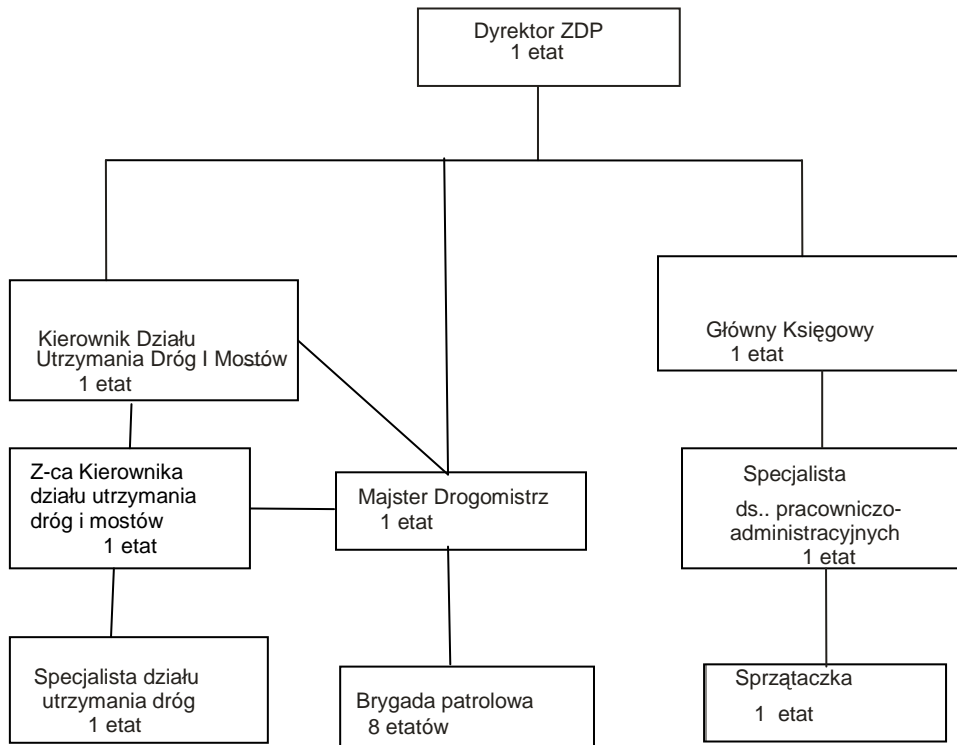 Dyrektor ZDP
1 etat
Kierownik Działu
Utrzymania Dróg I Mostów
1 etat
Główny Księgowy
1 etat
Z-ca Kierownika
działu utrzymania
dróg i mostów
1 etat
Majster Drogomistrz
1 etat
Specjalista
ds.. pracowniczo-
administracyjnych
1 etat
Specjalista działu
utrzymania dróg
1 etat
Brygada patrolowa
8 etatów
Sprzątaczka
1 etat